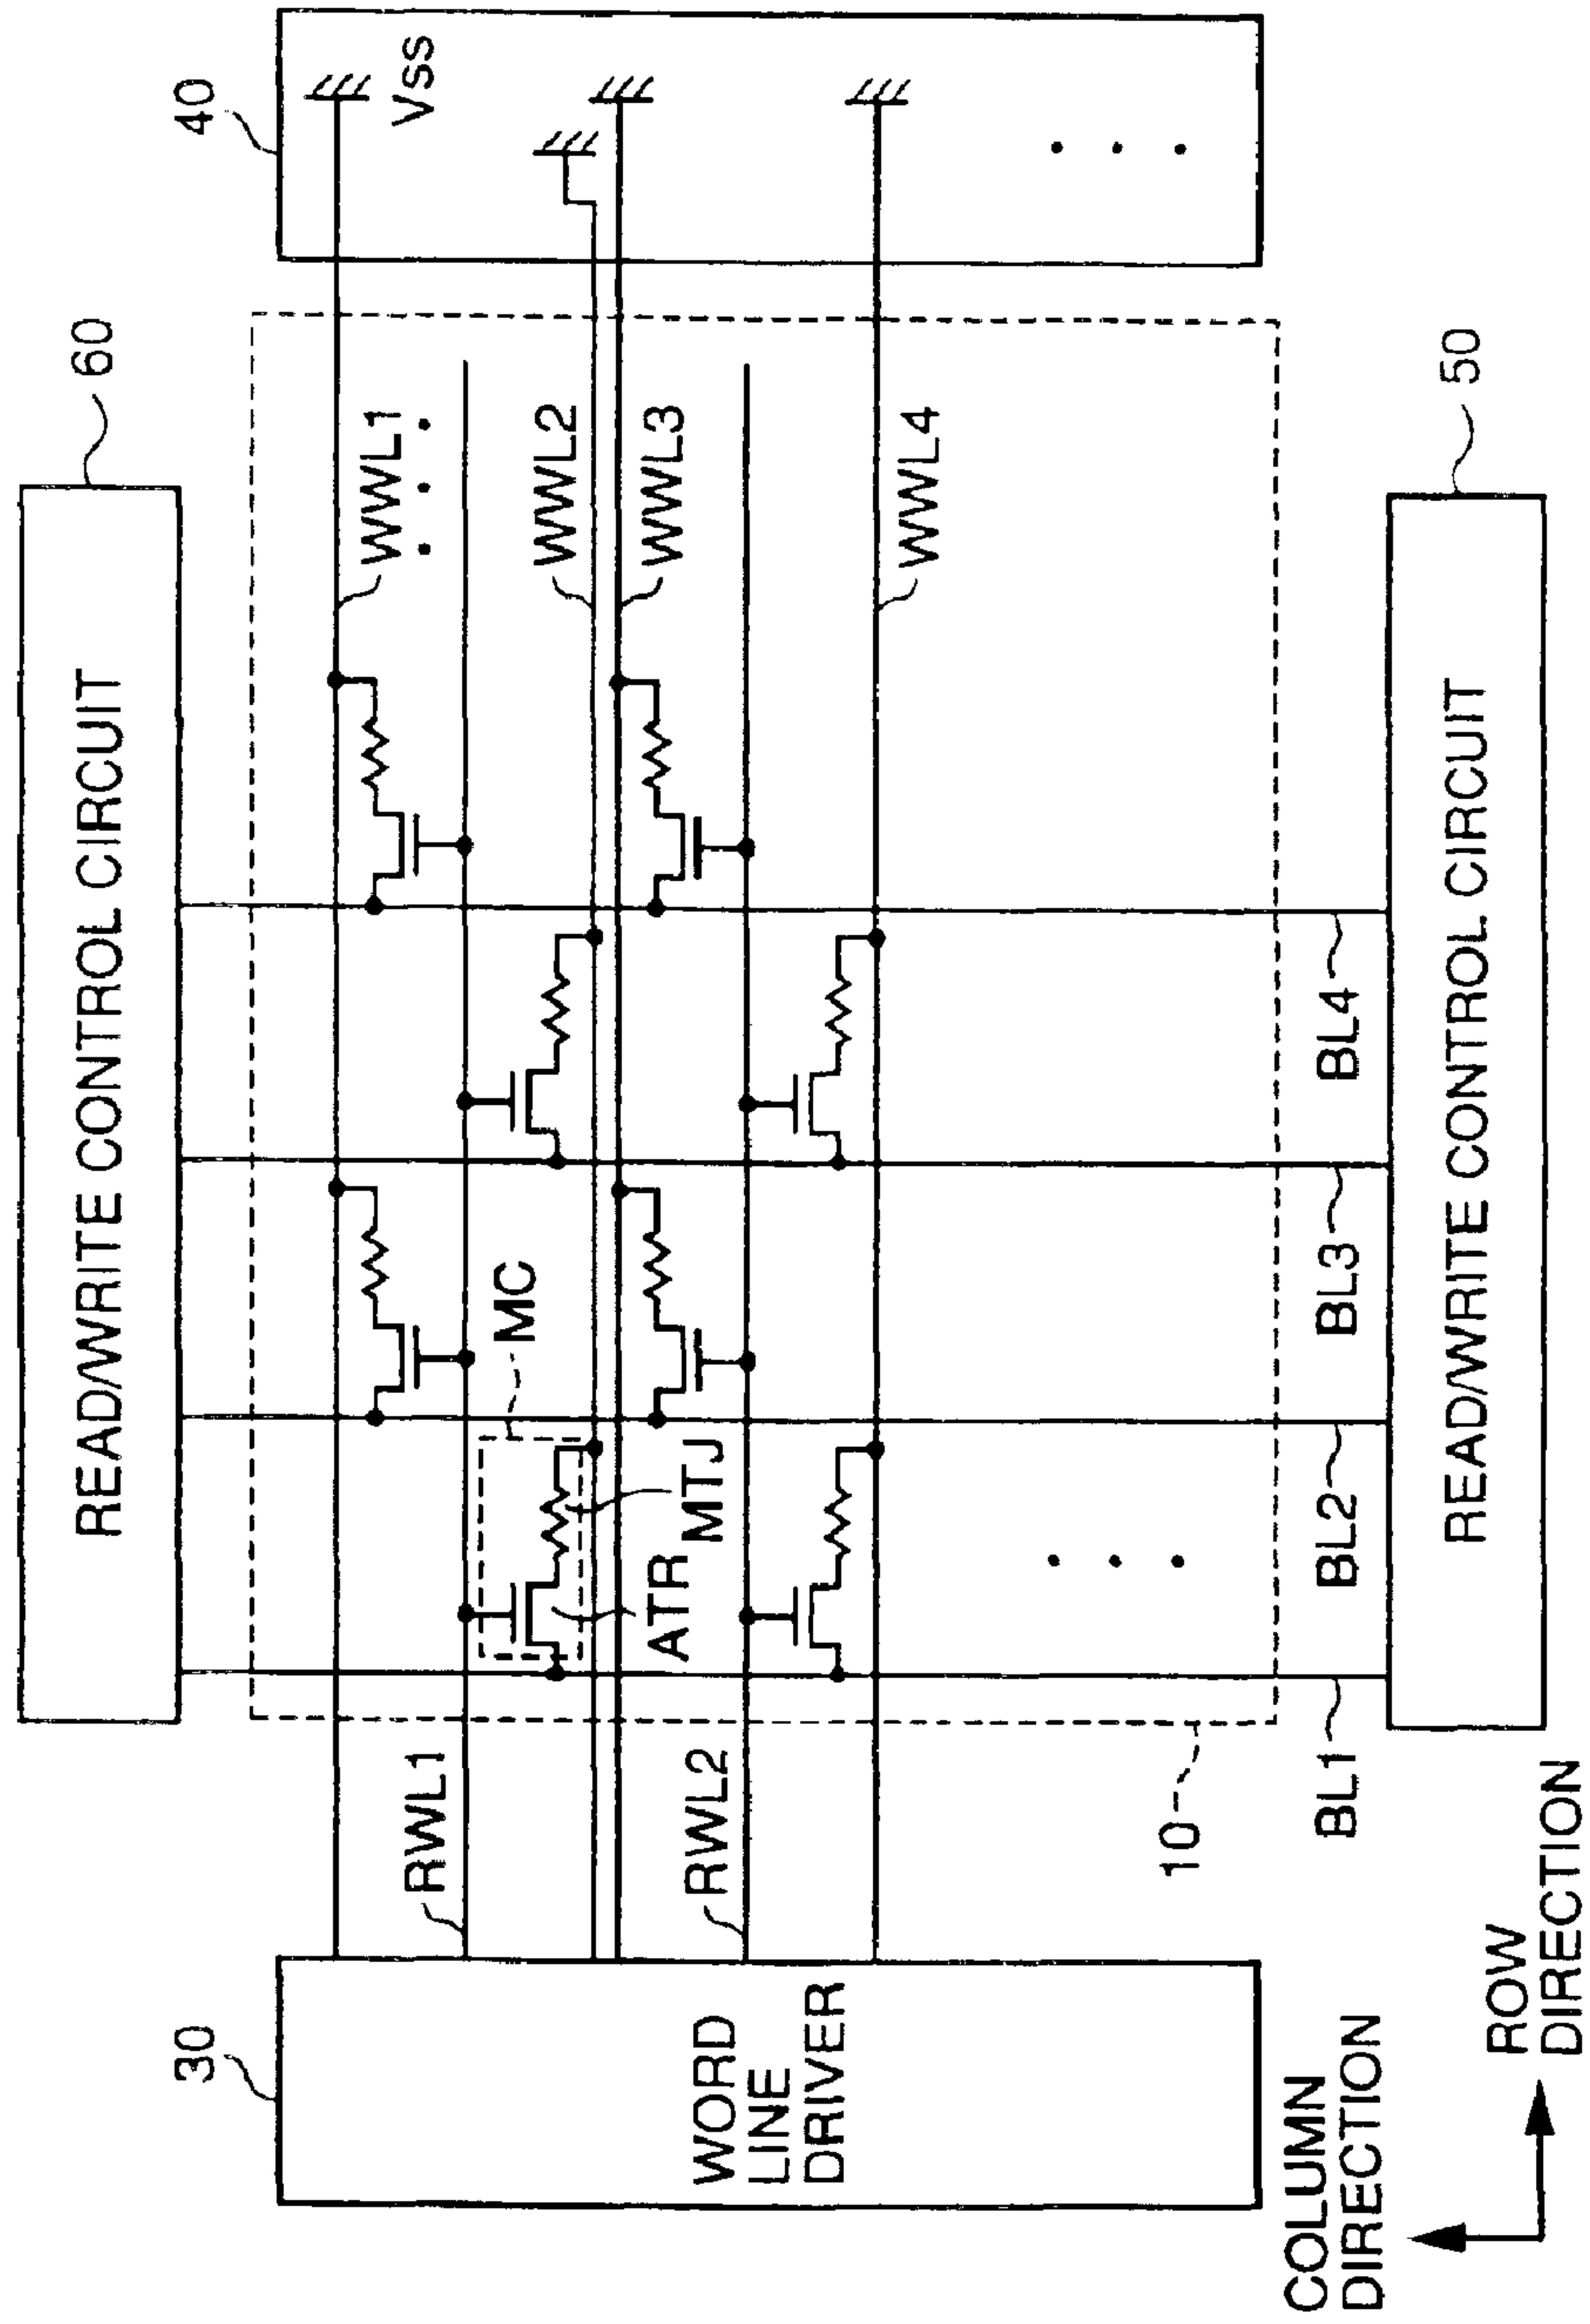 READ/WRITE CONTROL CIRCUIT
60
30
WORD
LINE
DRIVER
40
Vss
WWL1
RWL1
MC
WWL2
WWL3
ATR
MTJ
RWL2
WWL4
10
BL1
BL2
BL3
BL4
READ/WRITE CONTROL CIRCUIT
50
COLUMN
DIRECTION
ROW
DIRECTION